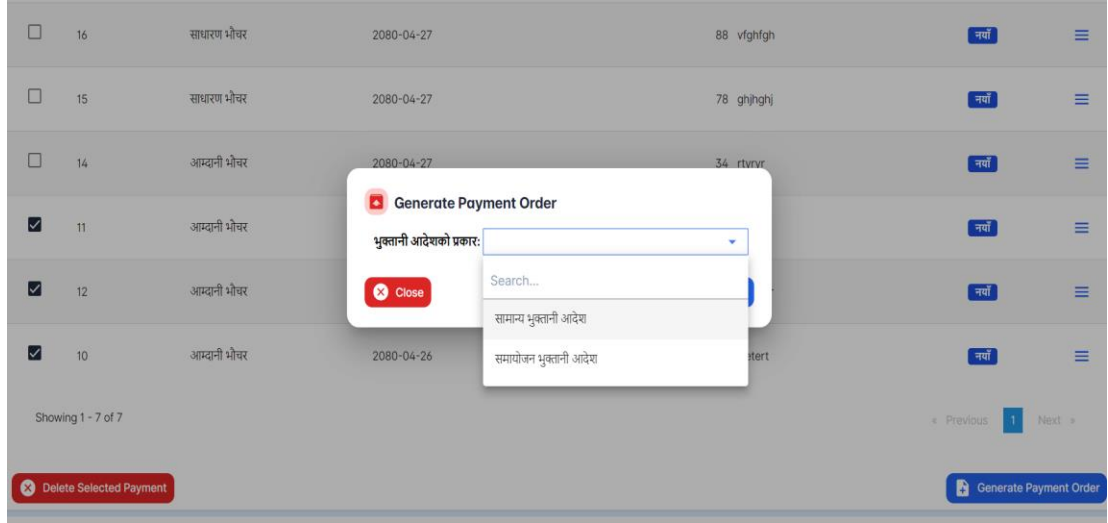 16 साधारण भौचर 2080-04-27 88 vfghfgh नयाँ
15 साधारण भौचर 2080-04-27 78 ghjhghj नयाँ
14 आम्दानी भौचर 2080-04-27 34 rtyryr नयाँ
Generate Payment Order
11 आम्दानी भौचर नयाँ
भुक्तानी आदेशको प्रकार:
Search...
12 आम्दानी भौचर Close नयाँ
सामान्य भुक्तानी आदेश
10 आम्दानी भौचर 2080-04-26 समायोजन भुक्तानी आदेश नयाँ
Showing 1 - 7 of 7 « Previous 1 Next »
Delete Selected Payment Generate Payment Order